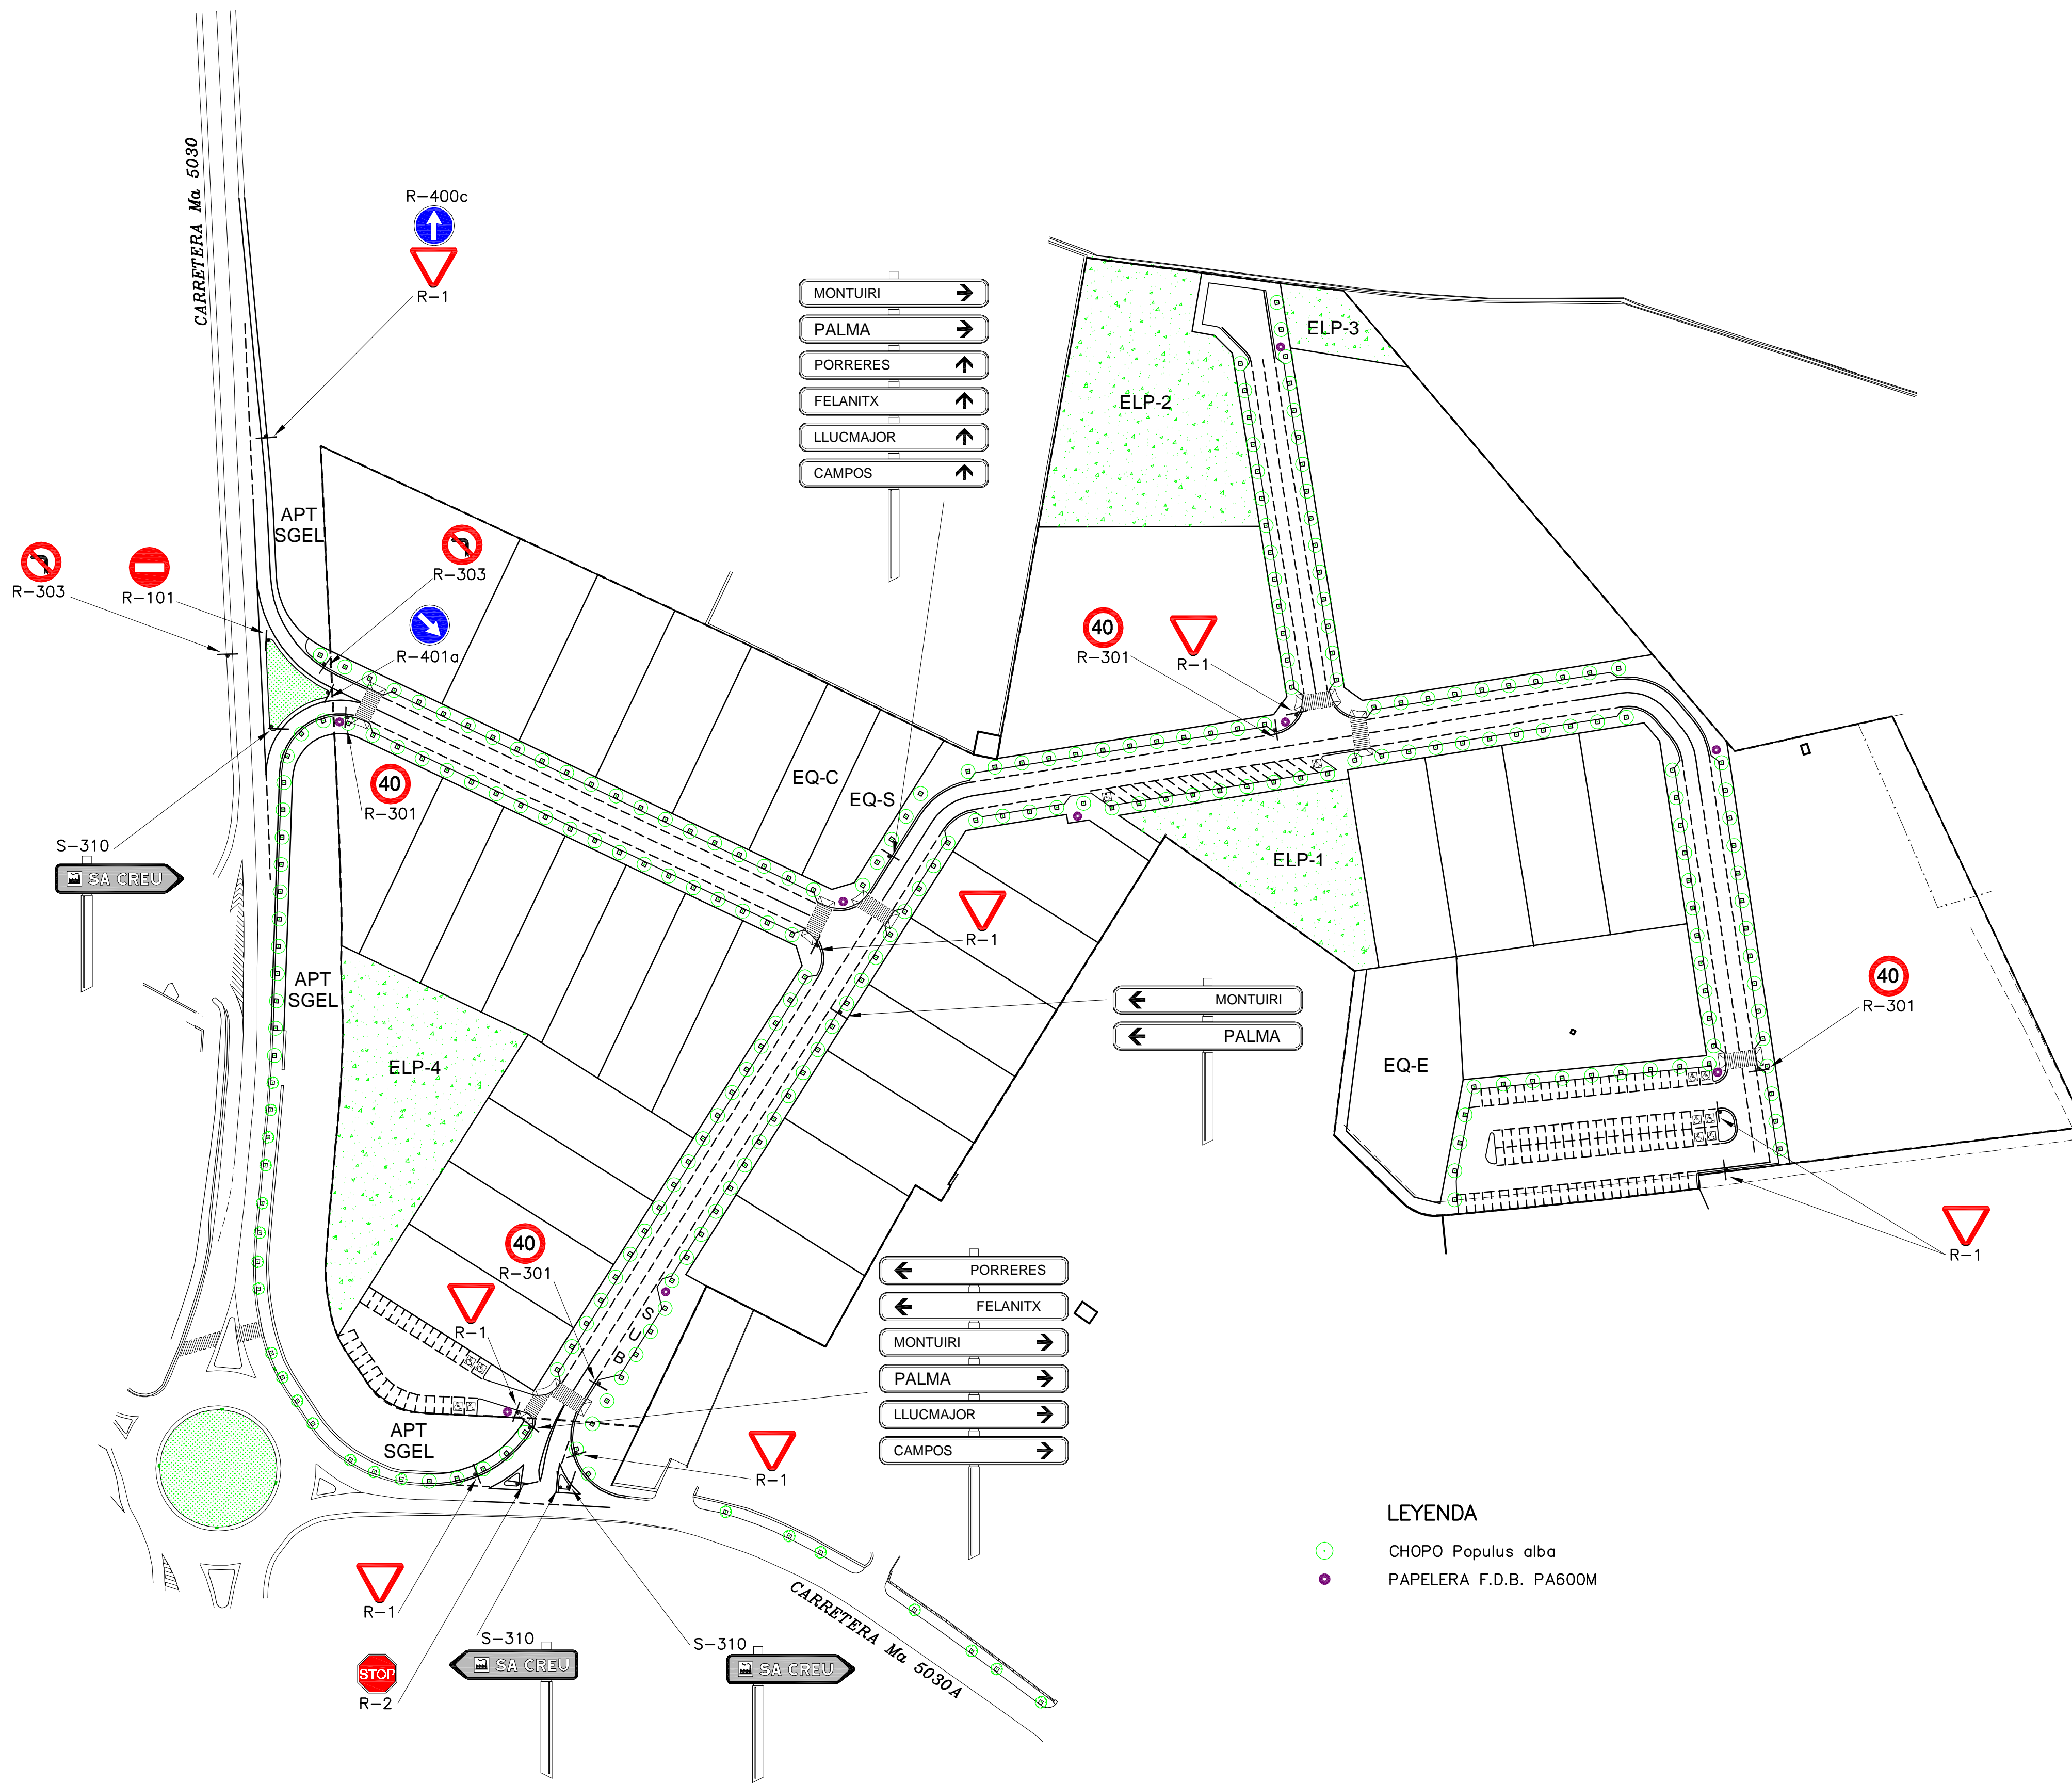 CARRETERA Ma 5030
R-400c
R-1
MONTUIRI
PALMA
PORRERES
FELANITX
LLUCMAJOR
CAMPOS
ELP-3
ELP-2
APT
SGEL
R-303
R-101
R-303
R-401a
40
R-301
R-1
EQ-C
EQ-S
40
R-301
S-310
SA CREU
ELP-1
R-1
APT
SGEL
MONTUIRI
PALMA
40
R-301
ELP-4
EQ-E
40
R-301
R-1
R-1
BUS
PORRERES
FELANITX
MONTUIRI
PALMA
LLUCMAJOR
CAMPOS
APT
SGEL
R-1
R-1
STOP
R-2
S-310
SA CREU
S-310
SA CREU
CARRETERA Ma 5030A
LEYENDA
CHOPO Populus alba
PAPELERA F.D.B. PA600M